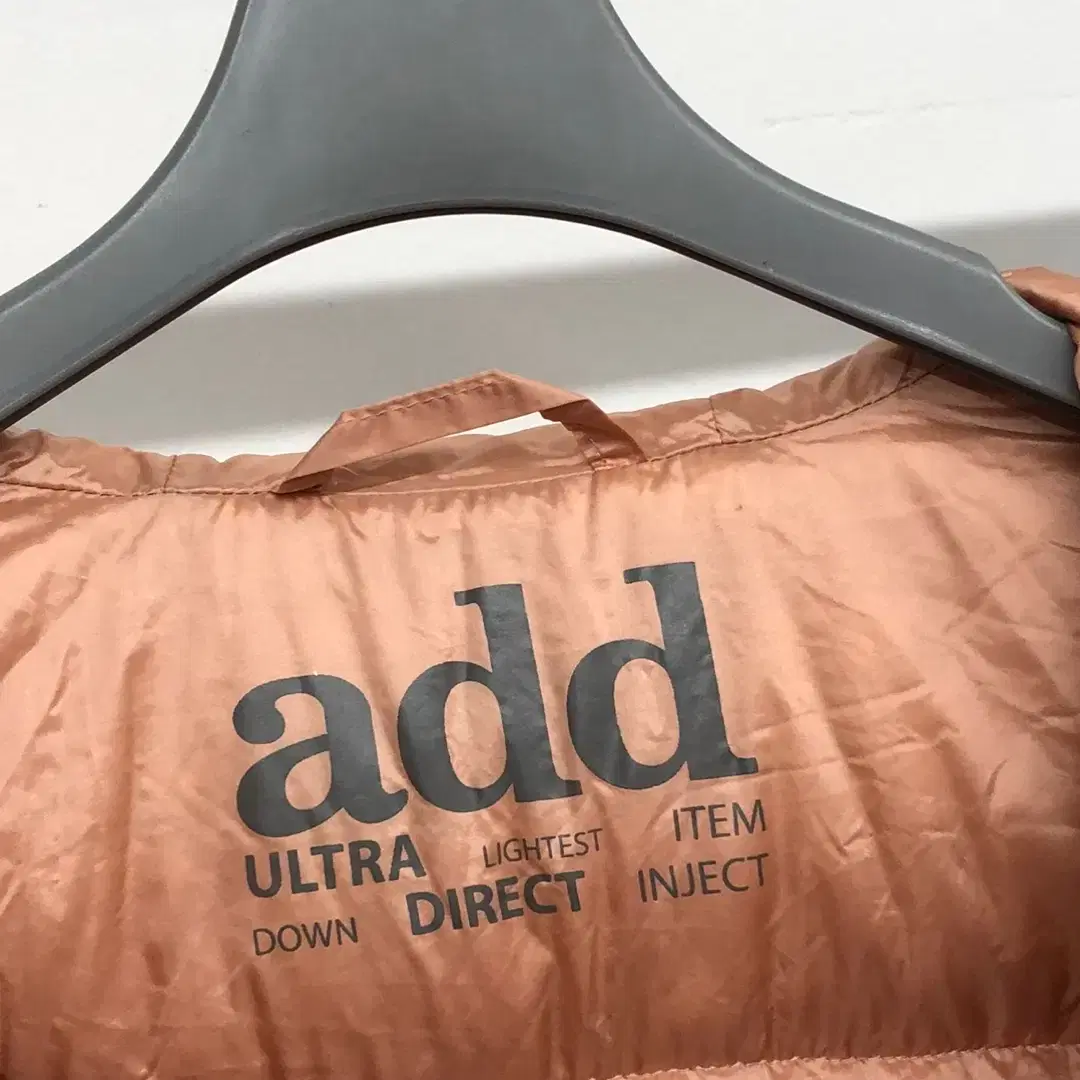 add
ULTRA LIGHTEST ITEM
DOWN DIRECT INJECT